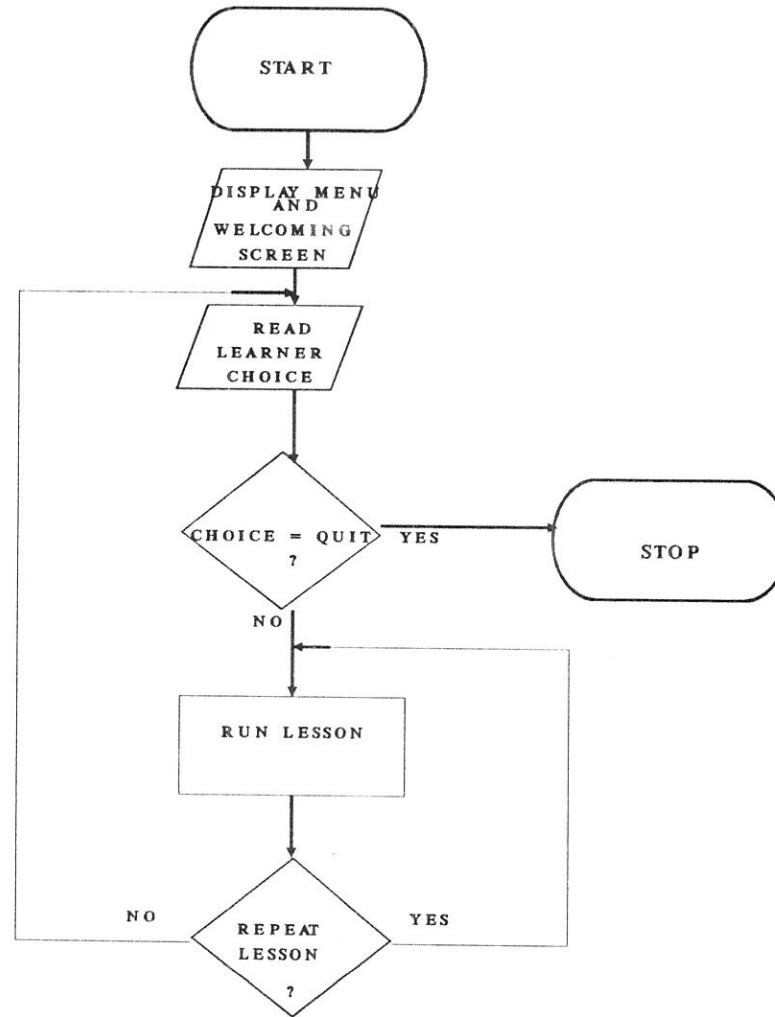 START
DISPLAY MENU
AND
WELCOMING
SCREEN
READ
LEARNER
CHOICE
CHOICE = QUIT
?
YES
STOP
NO
RUN LESSON
NO
REPEAT
LESSON
?
YES